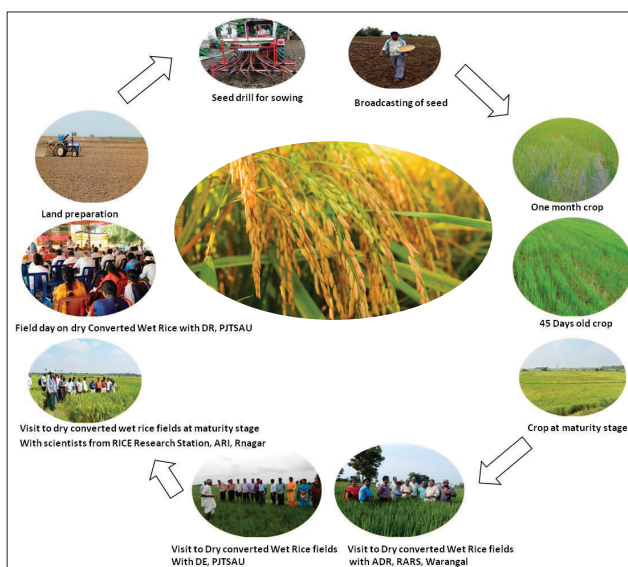 Seed drill for sowing
Broadcasting of seed
One month crop
45 Days old crop
Crop at maturity stage
Visit to Dry converted Wet Rice fields
with ADR, RARS, Warangal
Visit to Dry converted Wet Rice fields
With DE, PJTSAU
Visit to dry converted wet rice fields at maturity stage
With scientists from RICE Research Station, ARI, Rnagar
Field day on dry Converted Wet Rice with DR, PJTSAU
Land preparation